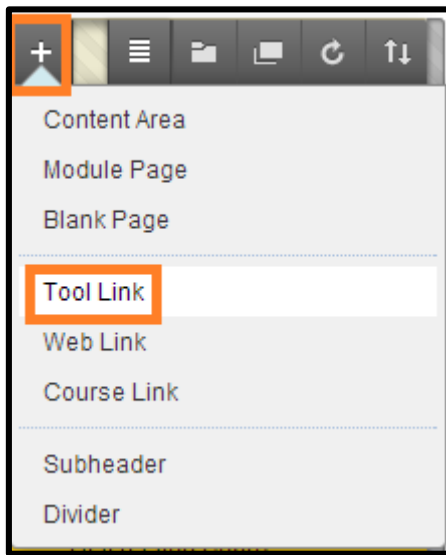 Content Area
Module Page
Blank Page
Tool Link
Web Link
Course Link
Subheader
Divider